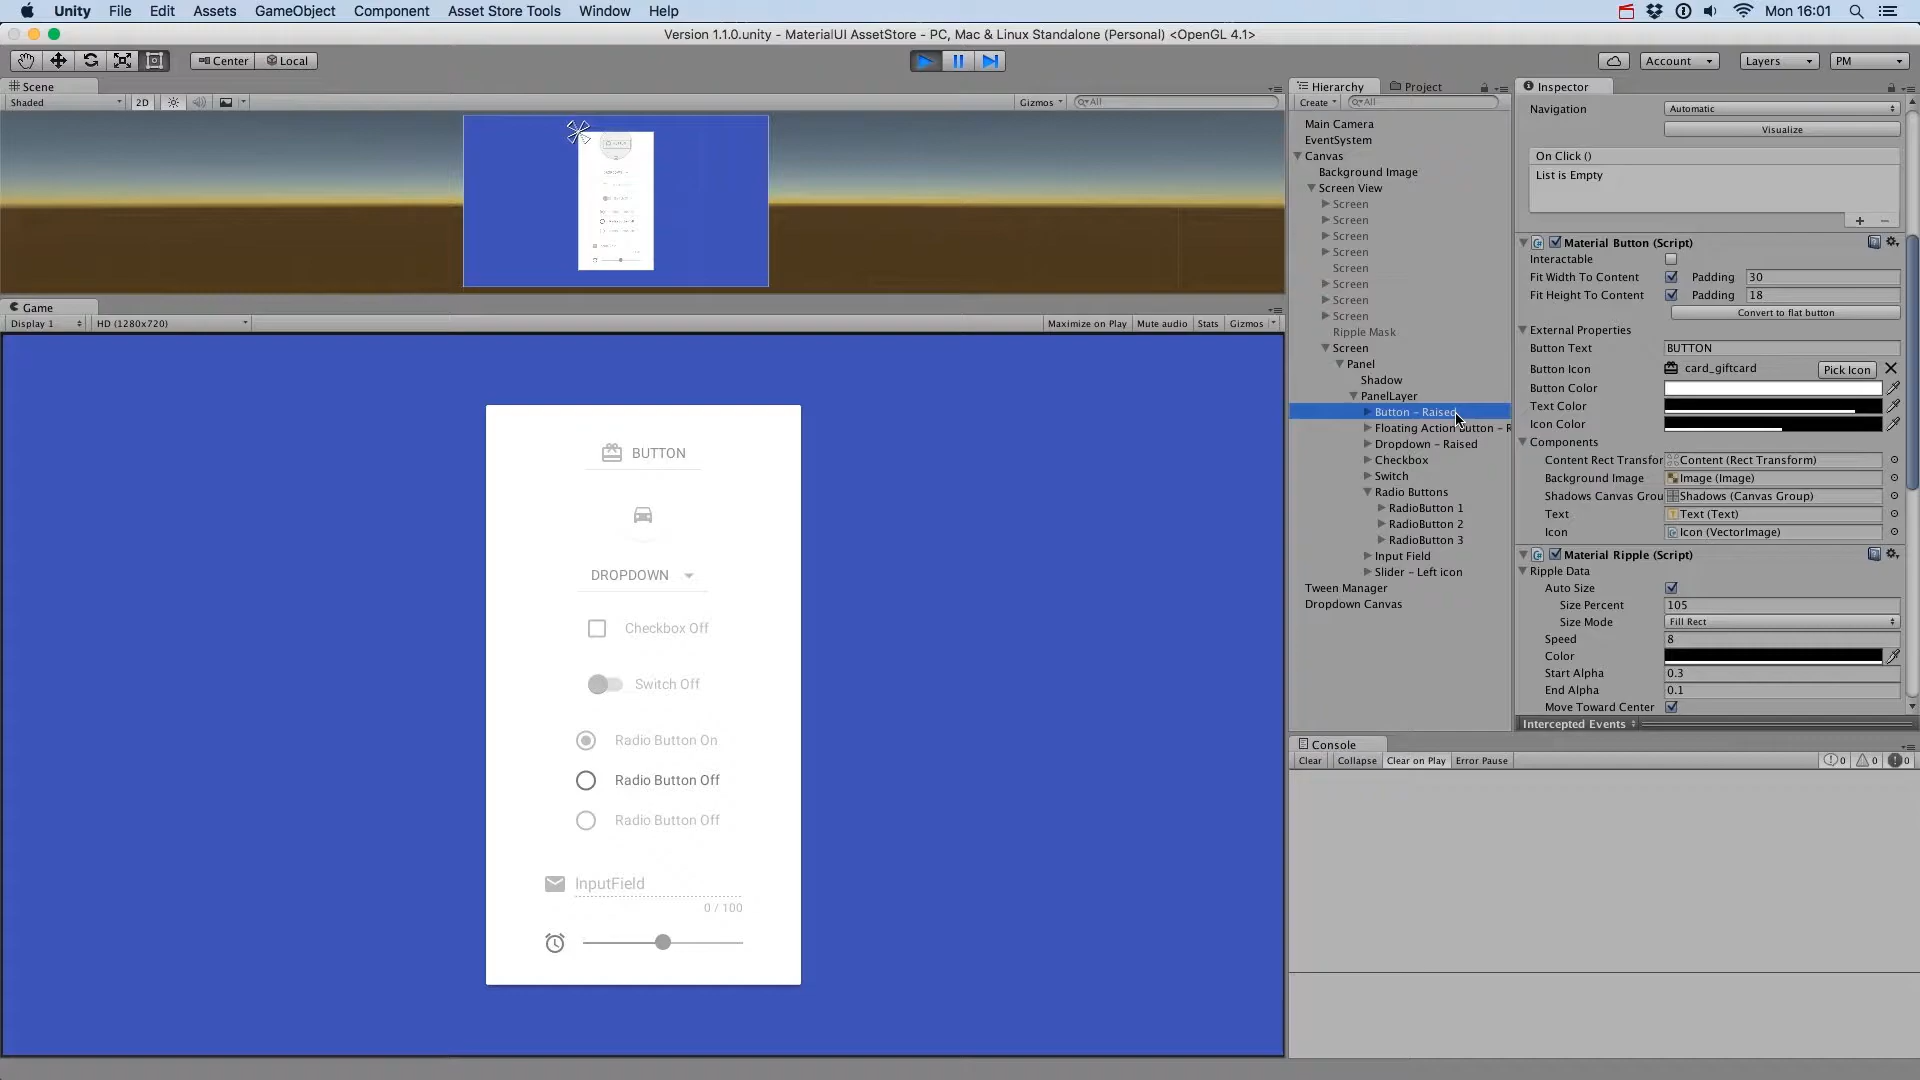 Unity File Edit Assets GameObject Component Asset Store Tools Window Help Mon 16:01
Version 1.1.0.unity - MaterialUI AssetStore - PC, Mac & Linux Standalone (Personal) <OpenGL 4.1>
Center Local Account Layers PM
Scene
Shaded 2D Gizmos All
Game
Display 1 HD (1280x720) Maximize on Play Mute audio Stats Gizmos
BUTTON
DROPDOWN
Checkbox Off
Switch Off
Radio Button On
Radio Button Off
Radio Button Off
InputField
0 / 100
Hierarchy Project
Create All
Main Camera
EventSystem
Canvas
Background Image
Screen View
Screen
Screen
Screen
Screen
Screen
Screen
Screen
Screen
Ripple Mask
Screen
Panel
Shadow
PanelLayer
Button - Raised
Floating Action Button - R
Dropdown - Raised
Checkbox
Switch
Radio Buttons
RadioButton 1
RadioButton 2
RadioButton 3
Input Field
Slider - Left icon
Tween Manager
Dropdown Canvas
Inspector
Navigation Automatic
Visualize
On Click ()
List is Empty
Material Button (Script)
Interactable
Fit Width To Content Padding 30
Fit Height To Content Padding 18
Convert to flat button
External Properties
Button Text BUTTON
Button Icon card_giftcard Pick Icon
Button Color
Text Color
Icon Color
Components
Content Rect Transfor Content (Rect Transform)
Background Image Image (Image)
Shadows Canvas Grou Shadows (Canvas Group)
Text Text (Text)
Icon Icon (VectorImage)
Material Ripple (Script)
Ripple Data
Auto Size
Size Percent 105
Size Mode Fill Rect
Speed 8
Color
Start Alpha 0.3
End Alpha 0.1
Move Toward Center
Intercepted Events
Console
Clear Collapse Clear on Play Error Pause 0 0 0